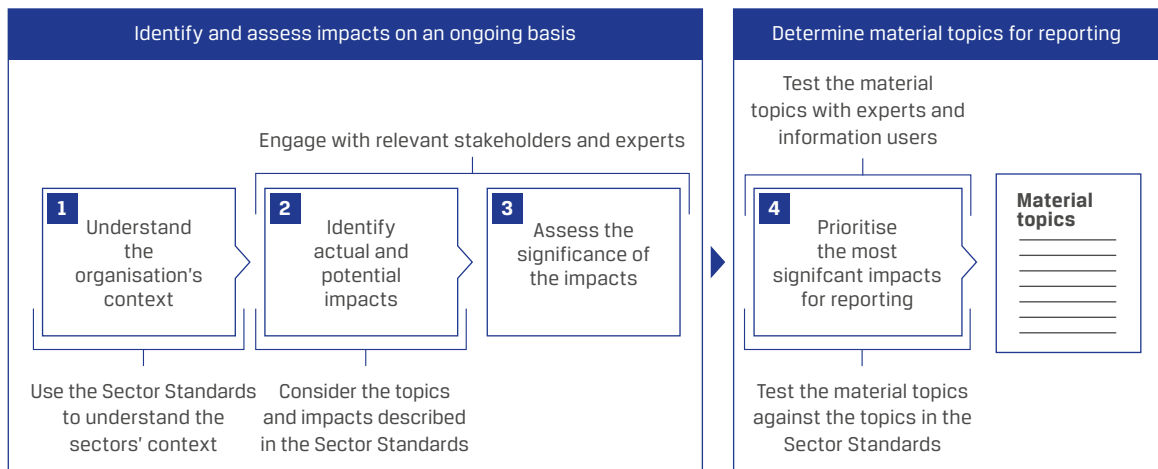 Identify and assess impacts on an ongoing basis
Determine material topics for reporting
Engage with relevant stakeholders and experts
Test the material
topics with experts and
information users
1
Understand
the
organisation's
context
2
Identify
actual and
potential
impacts
3
Assess the
significance of
the impacts
4
Prioritise
the most
signifcant impacts
for reporting
Material
topics
Use the Sector Standards
to understand the
sectors' context
Consider the topics
and impacts described
in the Sector Standards
Test the material topics
against the topics in the
Sector Standards